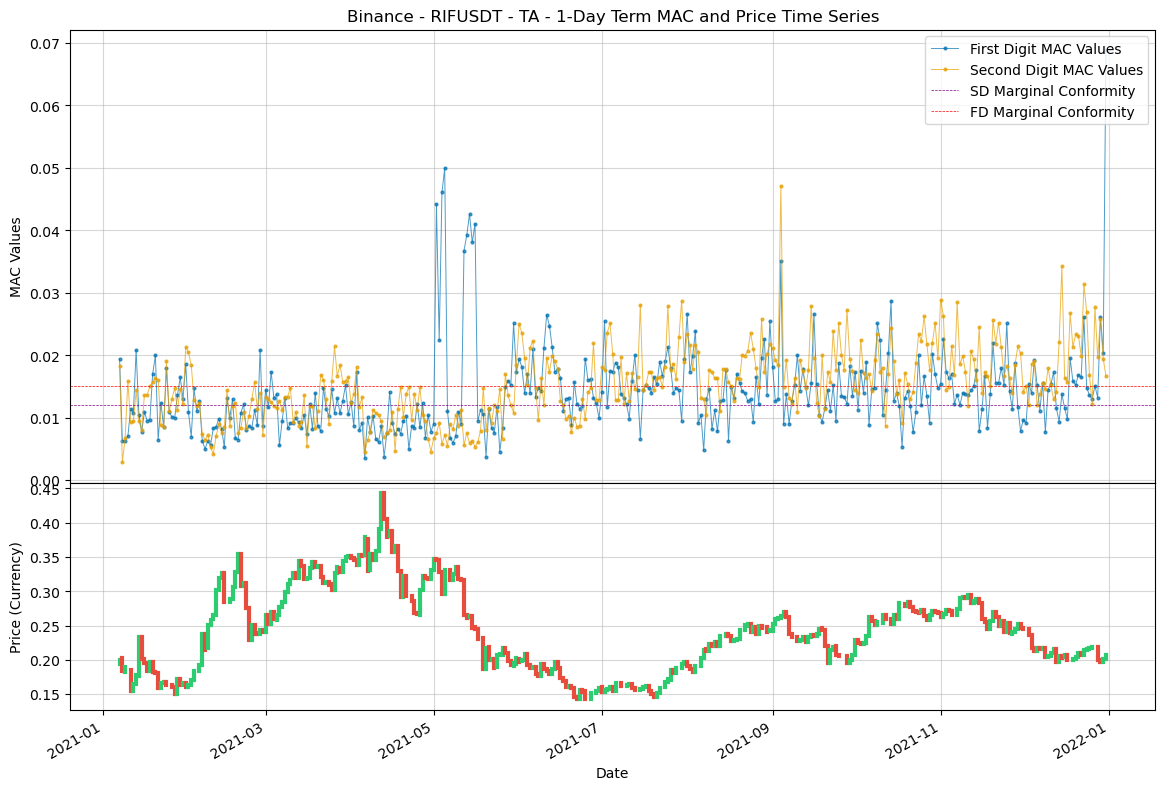 Binance - RIFUSDT - TA - 1-Day Term MAC and Price Time Series
First Digit MAC Values
Second Digit MAC Values
SD Marginal Conformity
FD Marginal Conformity
MAC Values
0.07
0.06
0.05
0.04
0.03
0.02
0.01
0.00
Price (Currency)
0.45
0.40
0.35
0.30
0.25
0.20
0.15
2021-01
2021-03
2021-05
2021-07
2021-09
2021-11
2022-01
Date